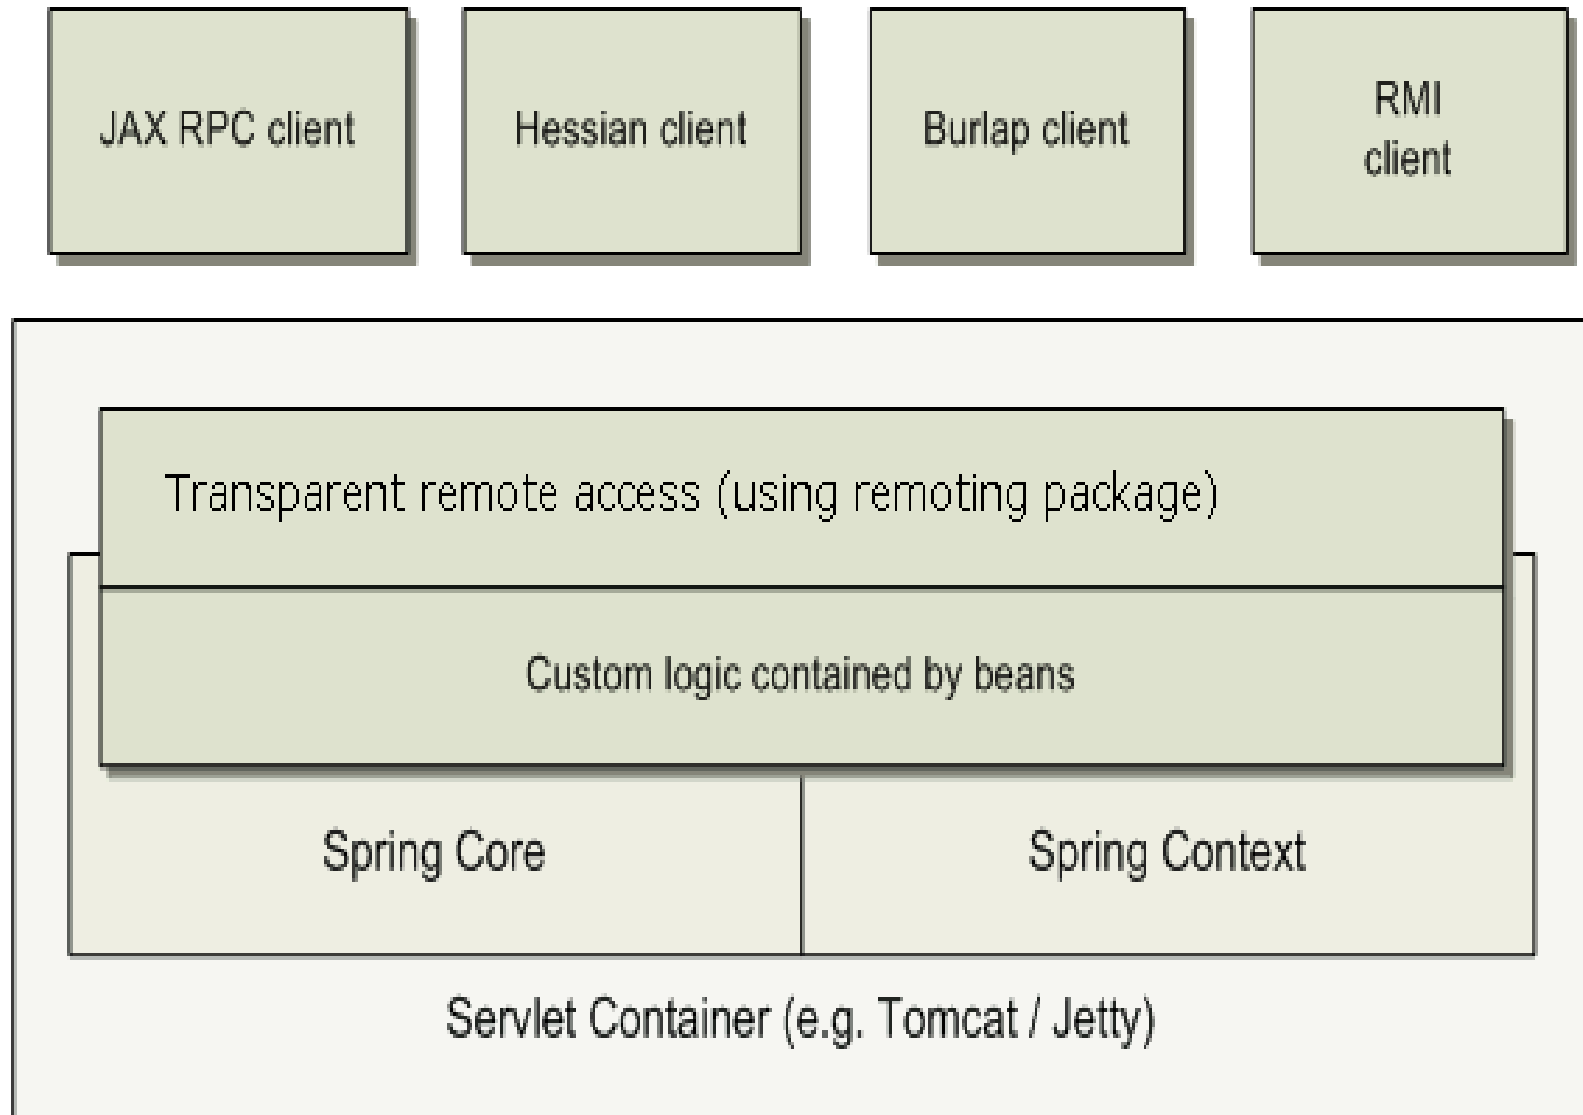 JAX RPC client
Hessian client
Burlap client
RMI
client
Transparent remote access (using remoting package)
Custom logic contained by beans
Spring Core
Spring Context
Servlet Container (e.g. Tomcat / Jetty)